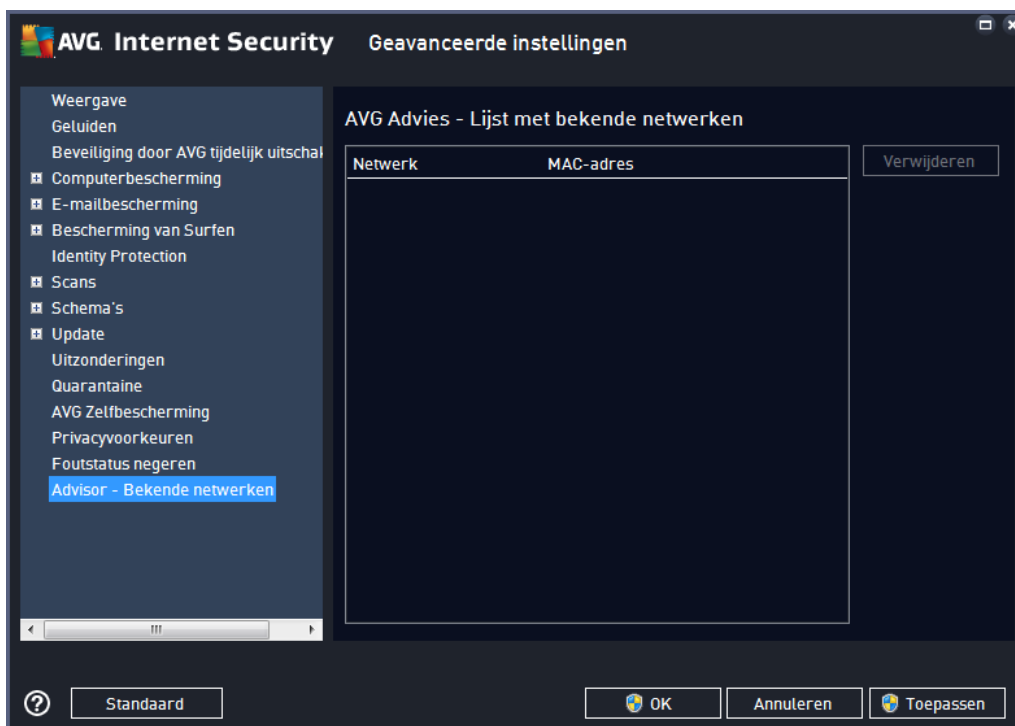 AVG. Internet Security Geavanceerde instellingen
Weergave
Geluiden
Beveiliging door AVG tijdelijk uitschal
Computerbescherming
E-mailbescherming
Bescherming van Surfen
Identity Protection
Scans
Schema's
Update
Uitzonderingen
Quarantaine
AVG Zelfbescherming
Privacyvoorkeuren
Foutstatus negeren
Advisor - Bekende netwerken
AVG Advies - Lijst met bekende netwerken
Netwerk MAC-adres
Verwijderen
? Standaard OK Annuleren Toepassen